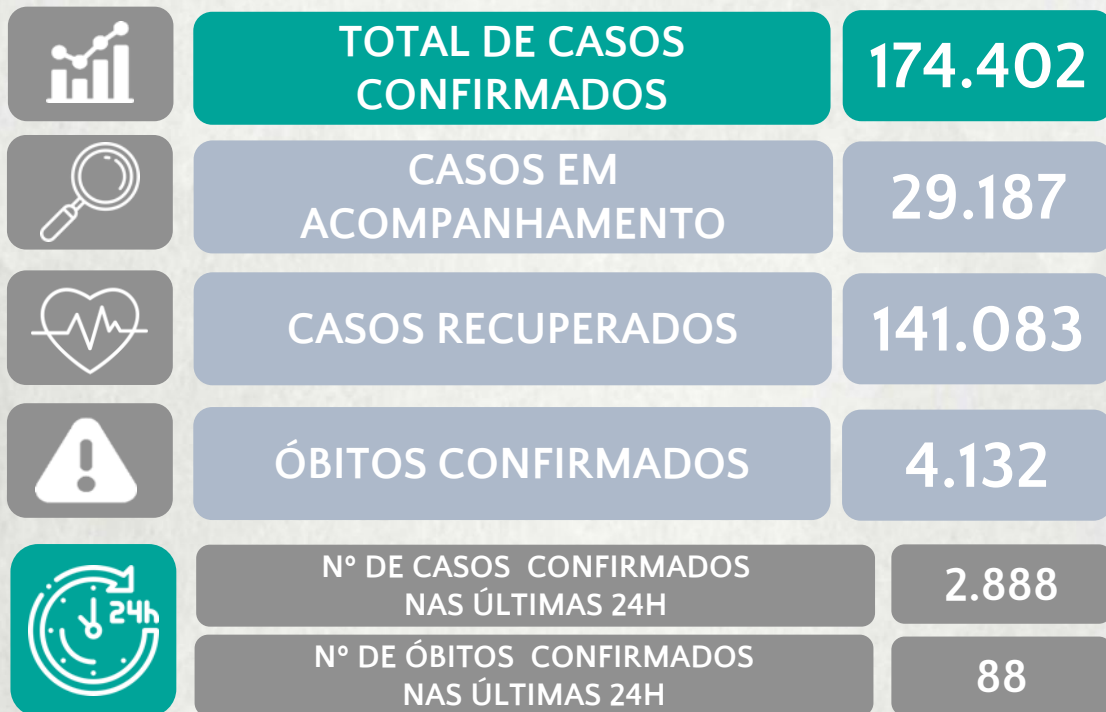 TOTAL DE CASOS
CONFIRMADOS
174.402
CASOS EM
ACOMPANHAMENTO
29.187
CASOS RECUPERADOS
141.083
ÓBITOS CONFIRMADOS
4.132
24h
Nº DE CASOS CONFIRMADOS
NAS ÚLTIMAS 24H
2.888
Nº DE ÓBITOS CONFIRMADOS
NAS ÚLTIMAS 24H
88